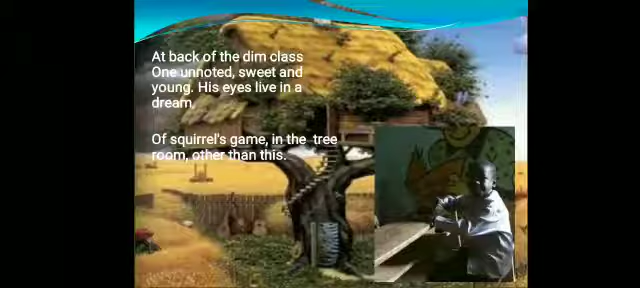 At back of the dim class
One unnoted, sweet and
young. His eyes live in a
dream
Of squirrel's game, in the tree
room, other than this.